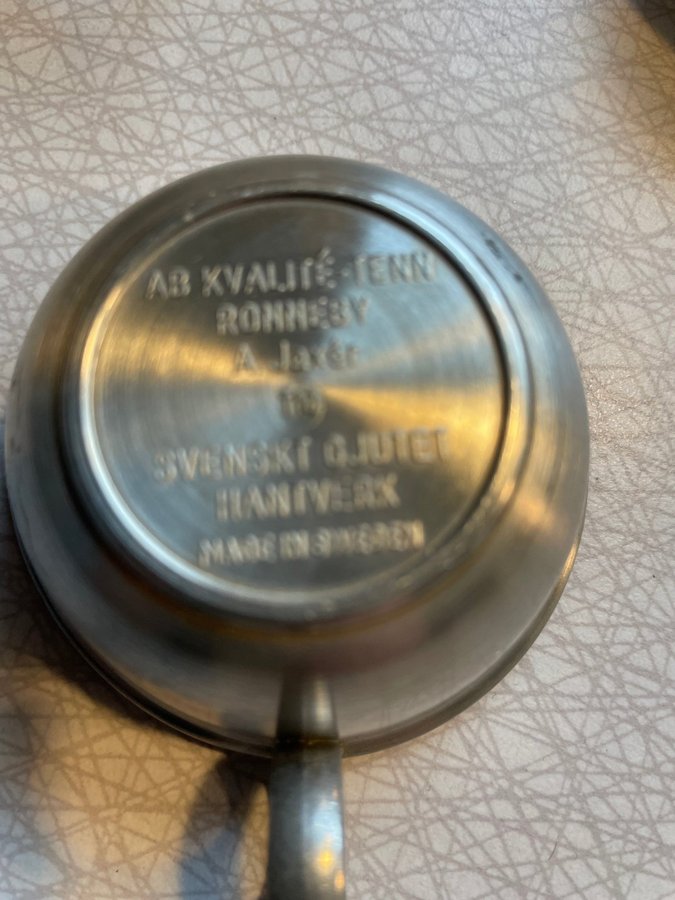 AB KVALITÉ-TENN
RONNEBY
A. Jaxér
SVENSKT GJUTET
HANTVERK
MADE IN SWEDEN